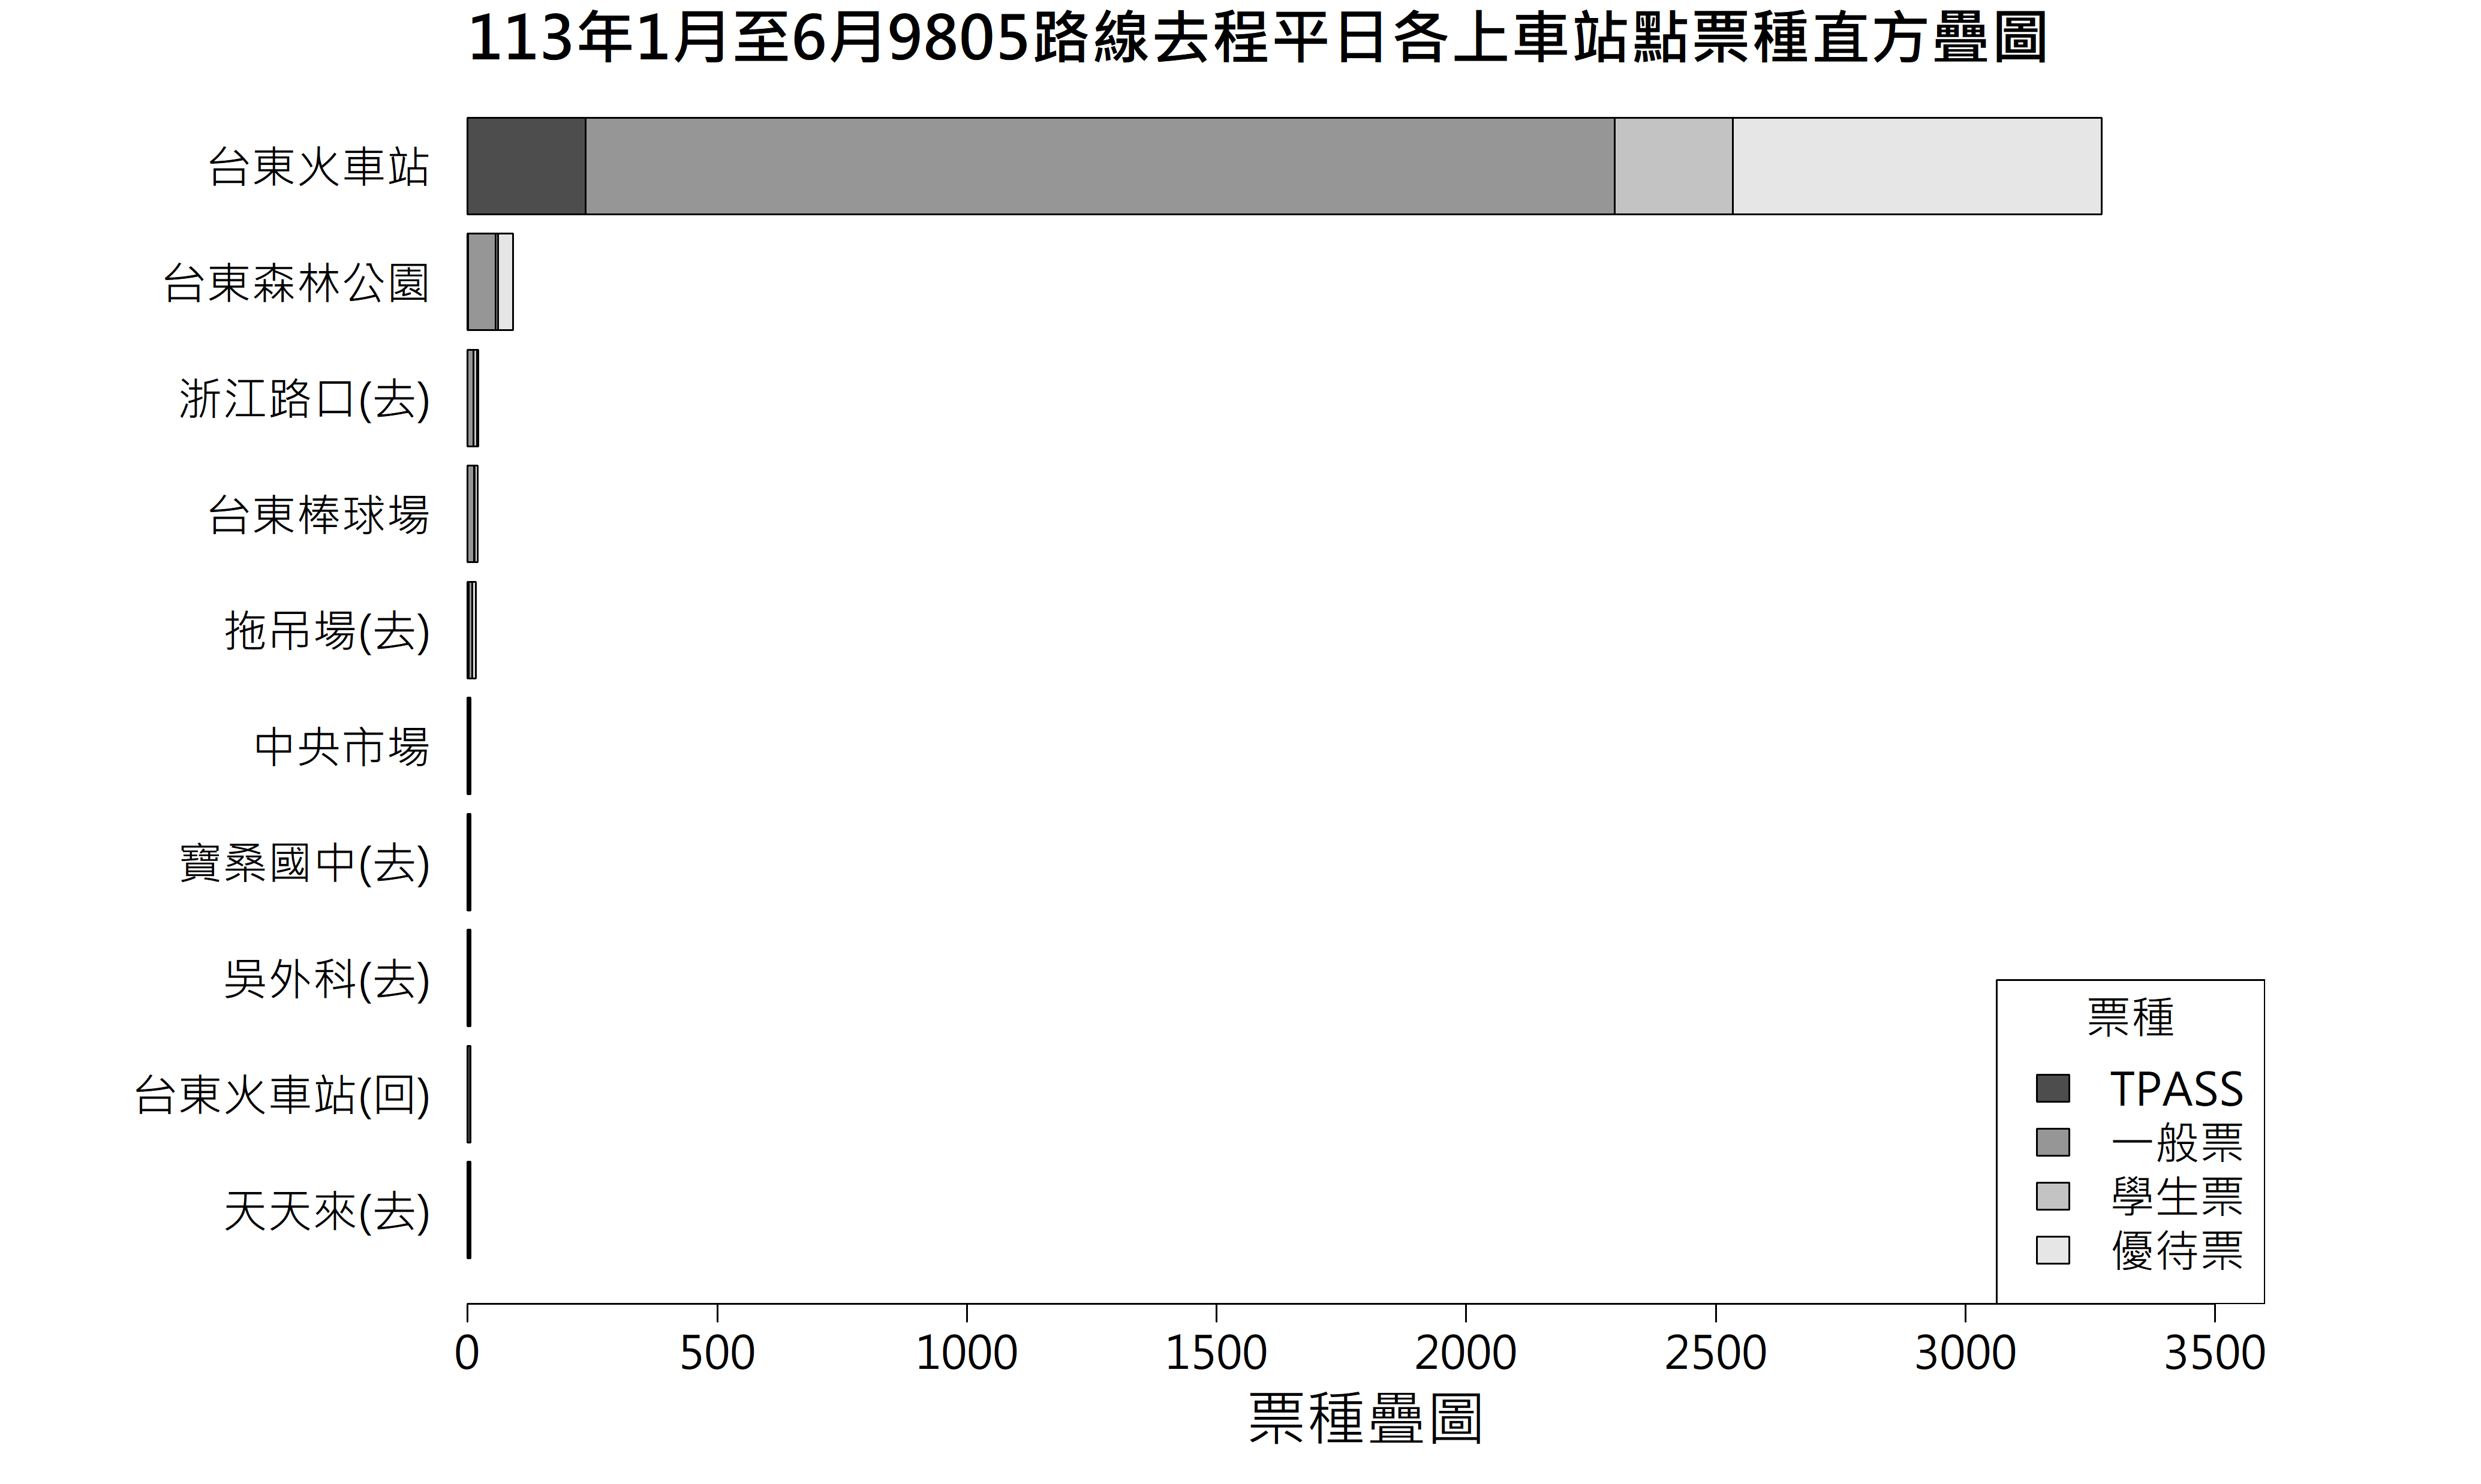 113年1月至6月9805路線去程平日各上車站點票種直方疊圖
台東火車站
台東森林公園
浙江路口(去)
台東棒球場
拖吊場(去)
中央市場
寶桑國中(去)
吳外科(去)
台東火車站(回)
天天來(去)
票種
TPASS
一般票
學生票
優待票
0 500 1000 1500 2000 2500 3000 3500
票種疊圖